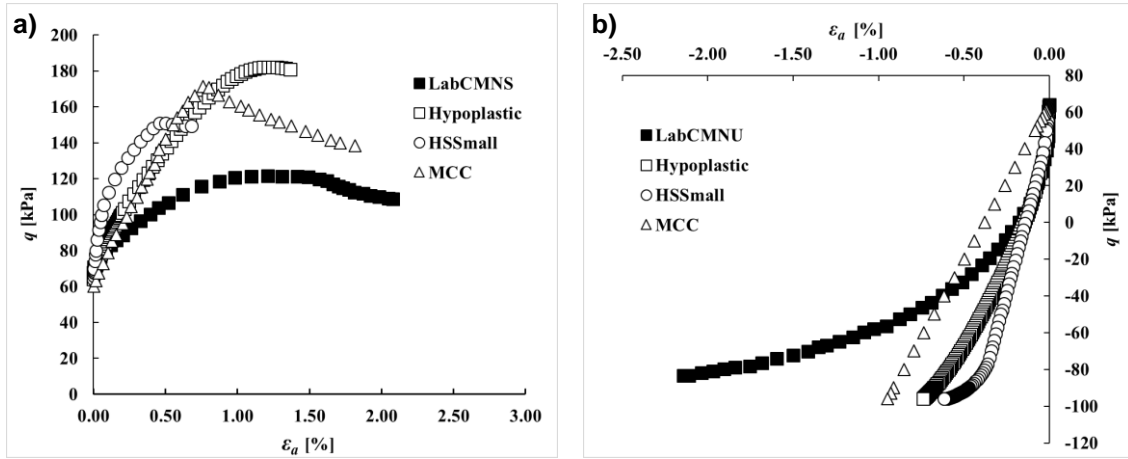 a)
q [kPa]
200
180
160
140
120
100
80
60
40
20
0
0.00 0.50 1.00 1.50 2.00 2.50 3.00
εa [%]
LabCMNS
Hypoplastic
HSSmall
MCC
b)
εa [%]
-2.50 -2.00 -1.50 -1.00 -0.50 0.00
80
60
40
20
0
-20
-40
-60
-80
-100
-120
q [kPa]
LabCMNU
Hypoplastic
HSSmall
MCC